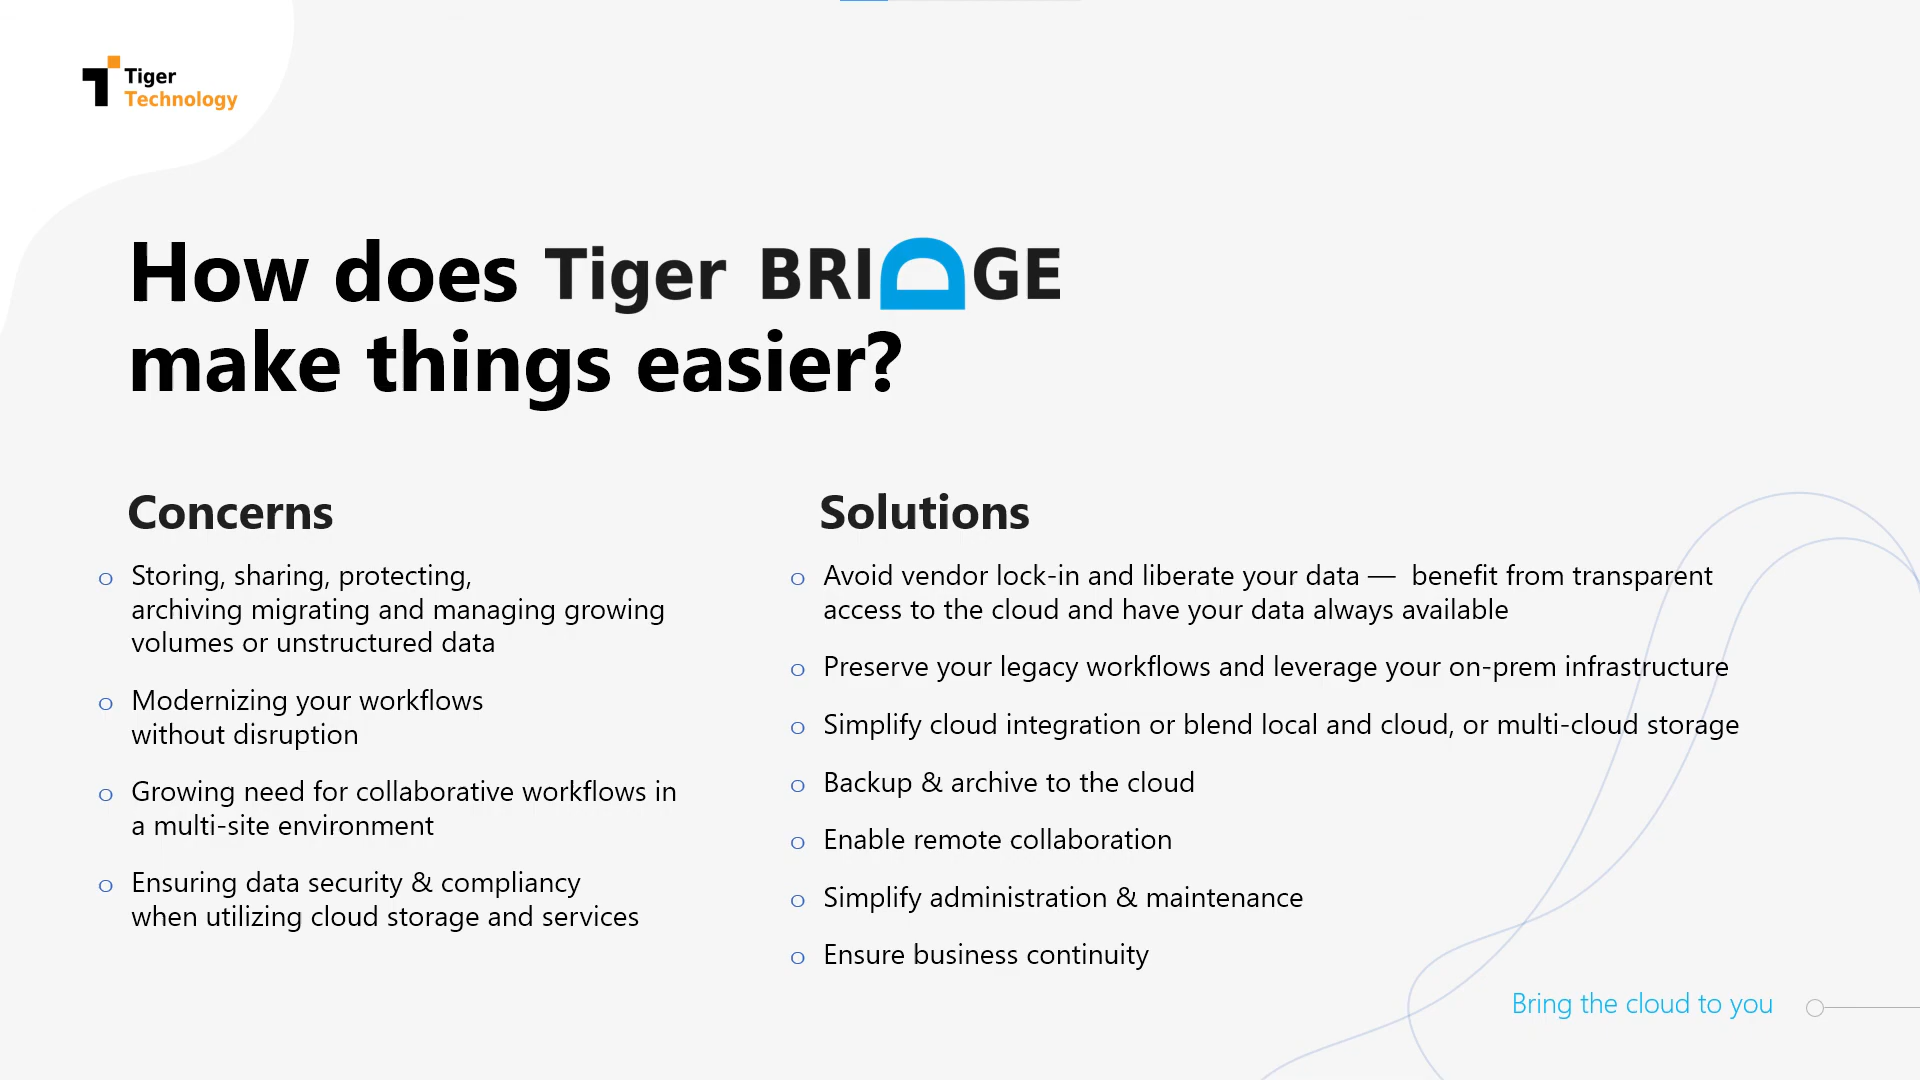 Tiger
Technology
How does Tiger BRIDGE
make things easier?
Concerns
o Storing, sharing, protecting,
archiving migrating and managing growing
volumes or unstructured data
o Modernizing your workflows
without disruption
o Growing need for collaborative workflows in
a multi-site environment
o Ensuring data security & compliancy
when utilizing cloud storage and services
Solutions
o Avoid vendor lock-in and liberate your data —  benefit from transparent
access to the cloud and have your data always available
o Preserve your legacy workflows and leverage your on-prem infrastructure
o Simplify cloud integration or blend local and cloud, or multi-cloud storage
o Backup & archive to the cloud
o Enable remote collaboration
o Simplify administration & maintenance
o Ensure business continuity
Bring the cloud to you